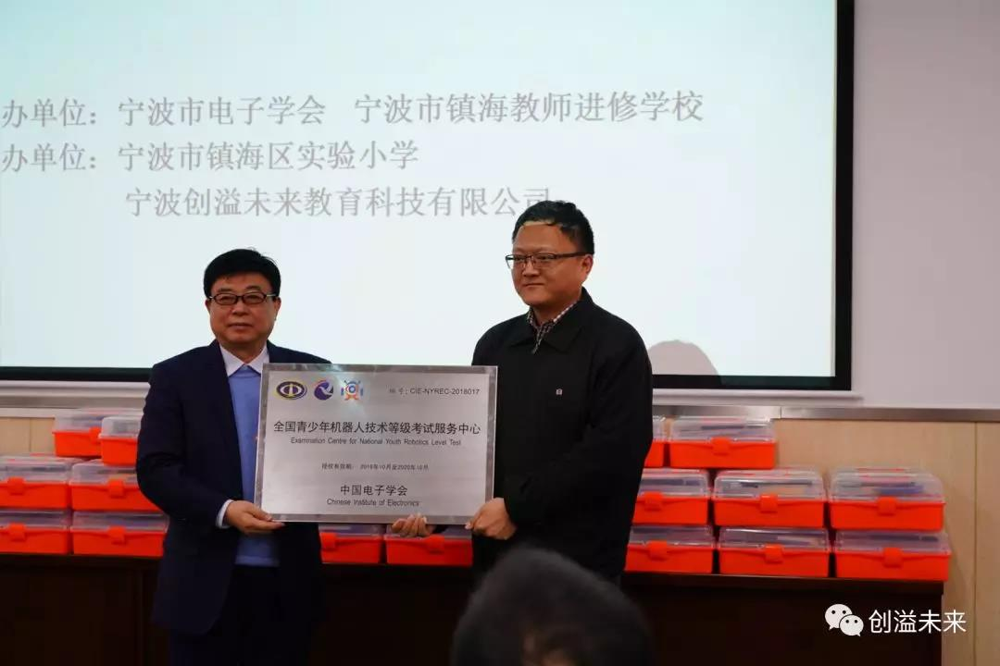 办单位：宁波市电子学会 宁波市镇海教师进修学校
办单位：宁波市镇海区实验小学
宁波创溢未来教育科技有限公司
编号：CIE-NYREC-2018017
全国青少年机器人技术等级考试服务中心
Examination Centre for National Youth Robotics Level Test
授权有效期：2018年10月至2020年10月
中国电子学会
Chinese Institute of Electronics
创溢未来